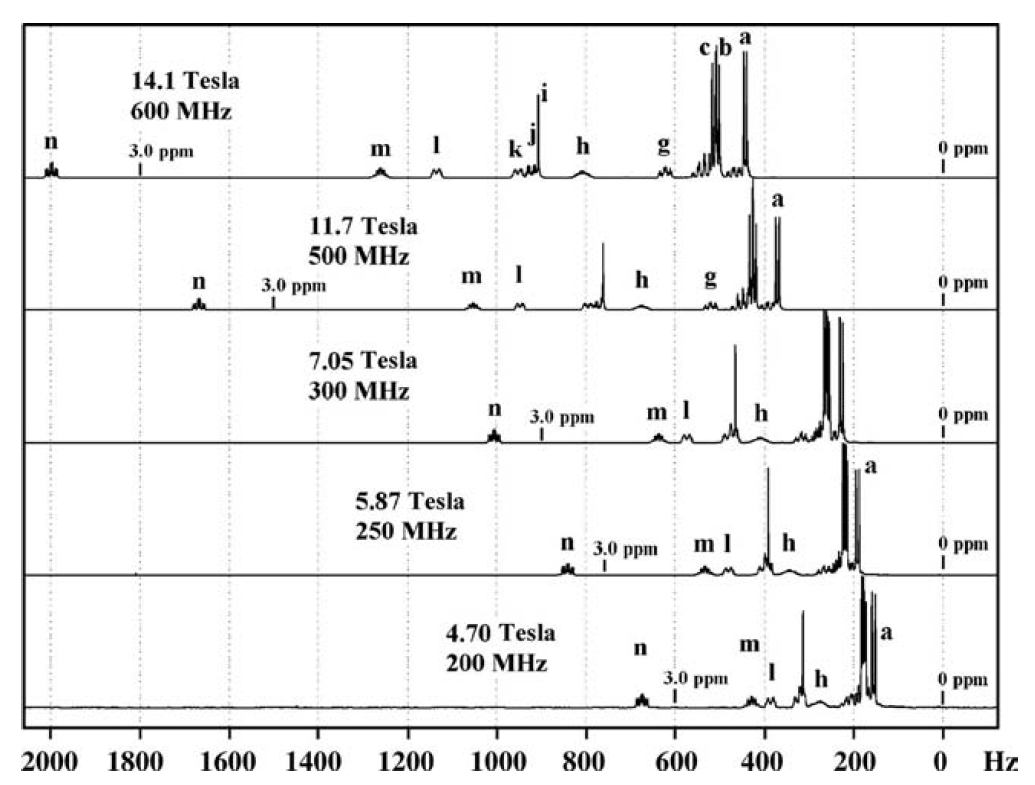 c b a
14.1 Tesla
600 MHz
n 3.0 ppm m l k j i h g 0 ppm
11.7 Tesla
500 MHz
n 3.0 ppm m l h g a 0 ppm
7.05 Tesla
300 MHz
n 3.0 ppm m l h 0 ppm
5.87 Tesla
250 MHz
n 3.0 ppm m l h a 0 ppm
4.70 Tesla
200 MHz
n 3.0 ppm m l h a 0 ppm
2000 1800 1600 1400 1200 1000 800 600 400 200 0 Hz